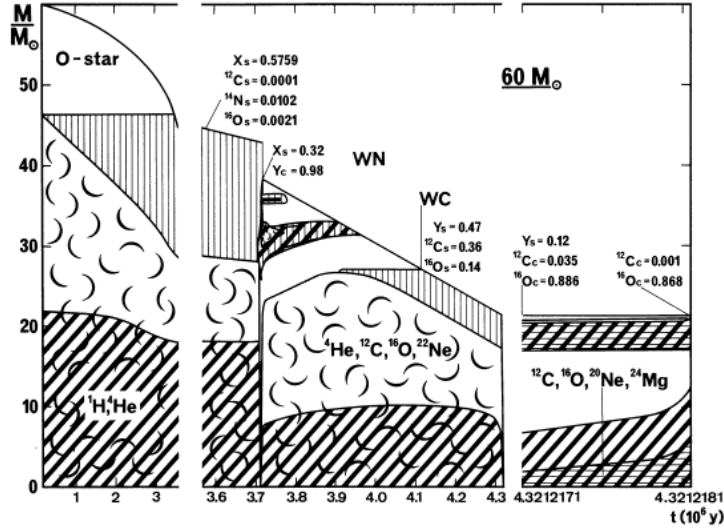 M
M☉
O-star
Xs=0.5759
¹²Cs=0.0001
¹⁴Ns=0.0102
¹⁶Os=0.0021
60 M☉
Xs=0.32
Yc=0.98
WN
WC
Ys=0.47
¹²Cs=0.36
¹⁶Os=0.14
Ys=0.12
¹²Cc=0.035
¹⁶Oc=0.886
¹²Cc=0.001
¹⁶Oc=0.868
⁴He,¹²C,¹⁶O,²²Ne
¹²C,¹⁶O,²⁰Ne,²⁴Mg
¹H,⁴He
50
40
30
20
10
0
1 2 3 3.6 3.7 3.8 3.9 4.0 4.1 4.2 4.3 4.3212171 4.3212181
t (10⁶ y)